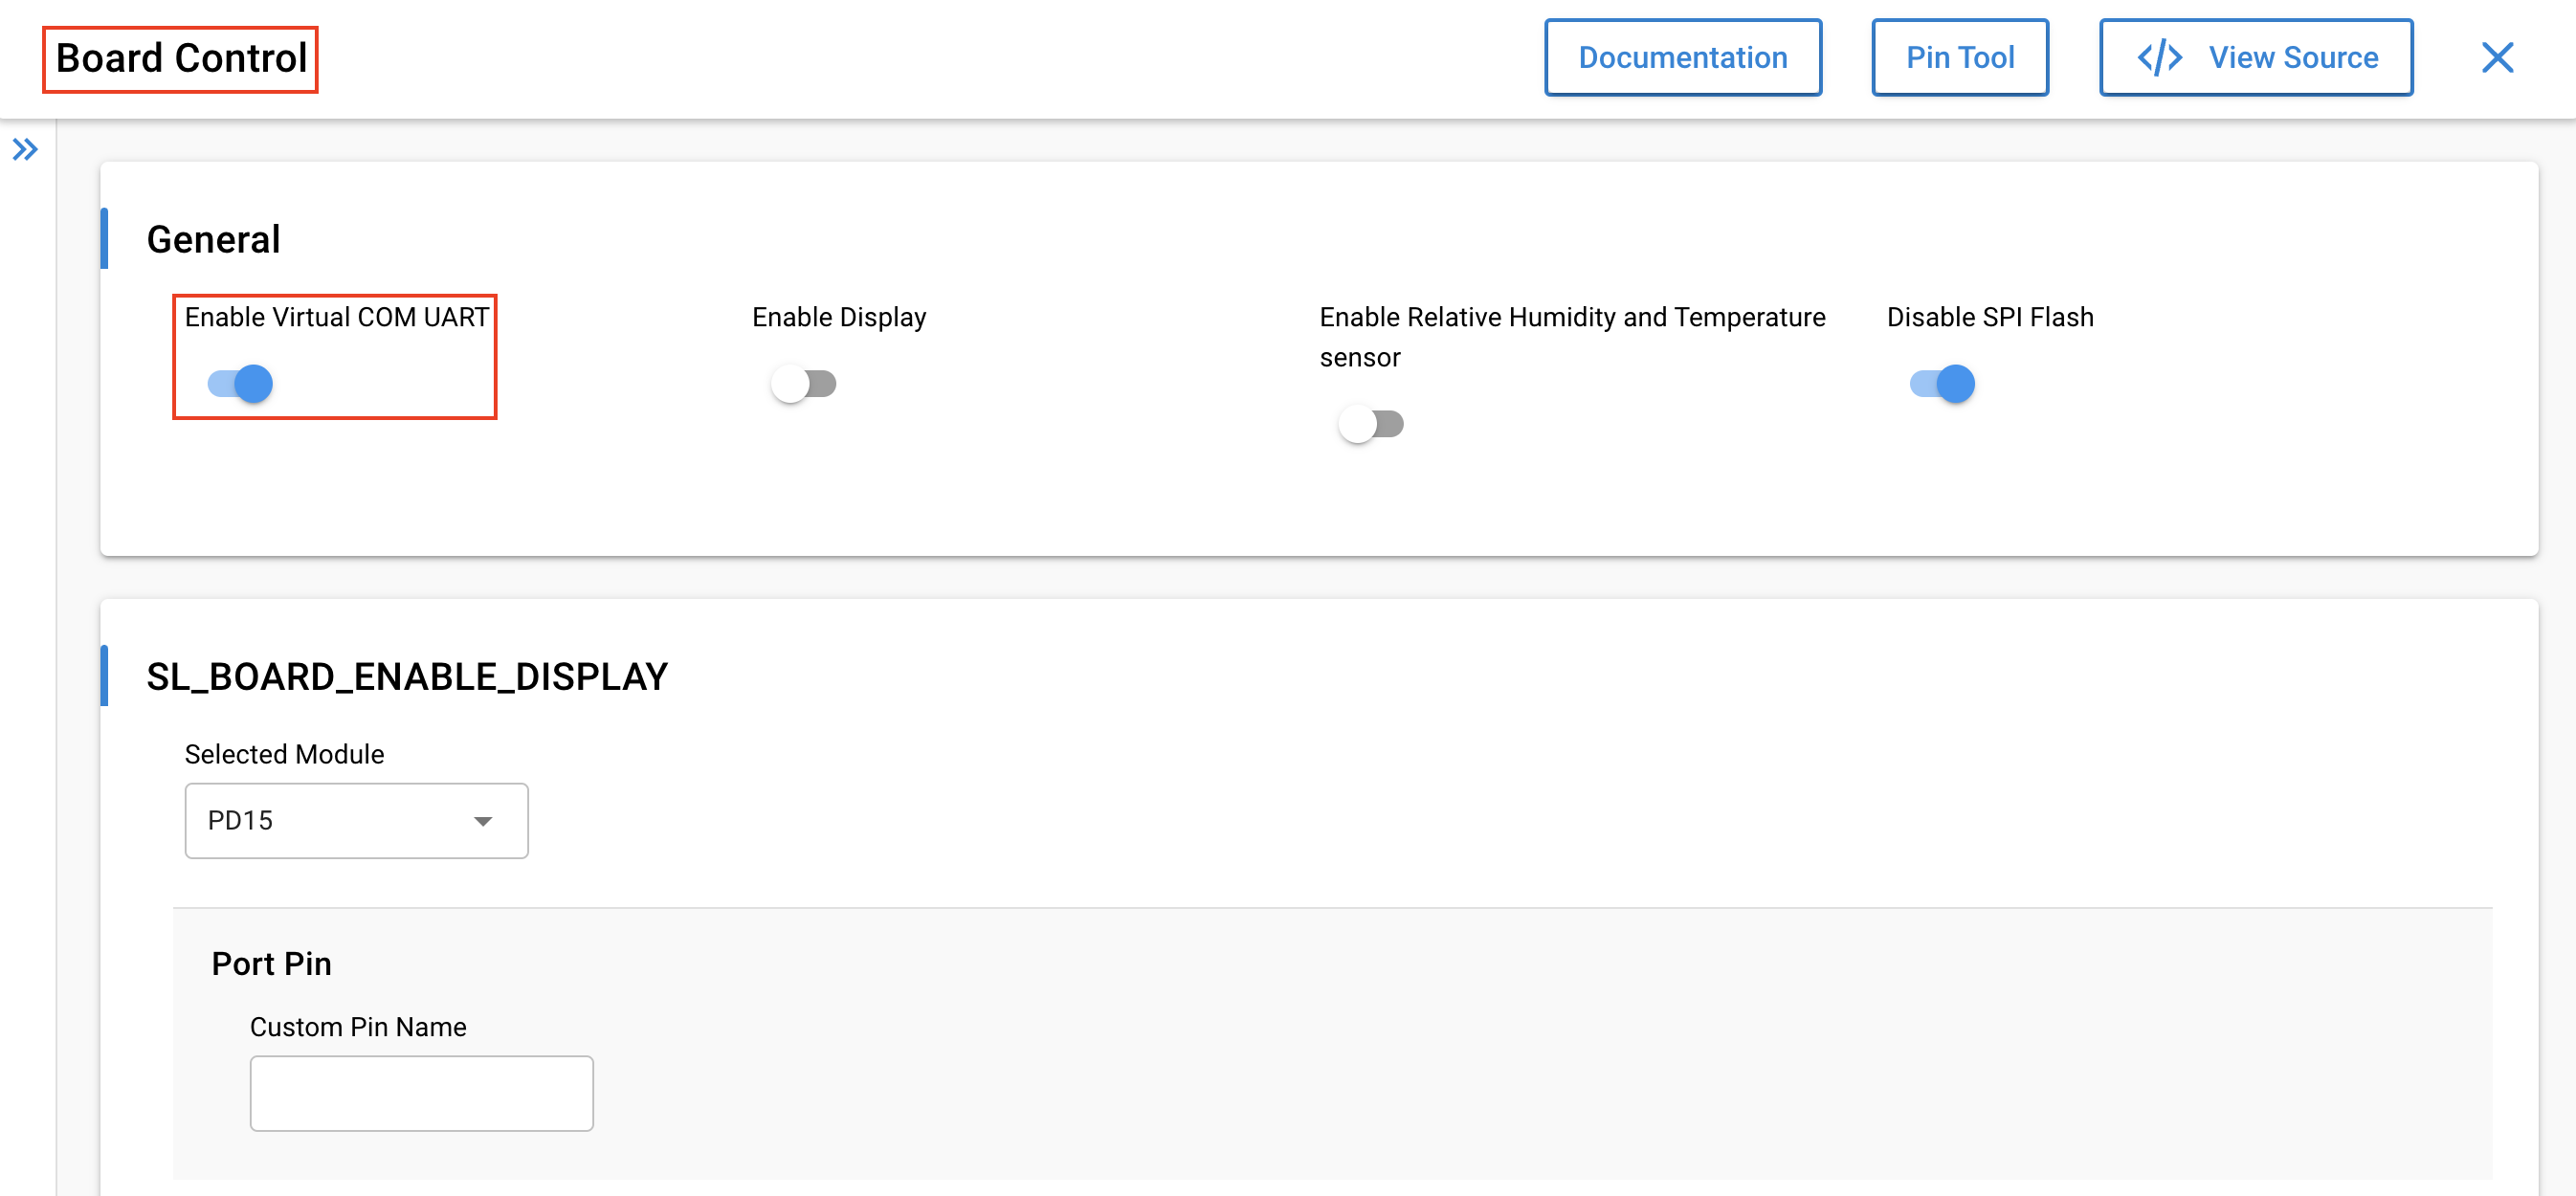 Board Control
Documentation
Pin Tool
</> View Source
General
Enable Virtual COM UART
Enable Display
Enable Relative Humidity and Temperature
sensor
Disable SPI Flash
SL_BOARD_ENABLE_DISPLAY
Selected Module
PD15
Port Pin
Custom Pin Name